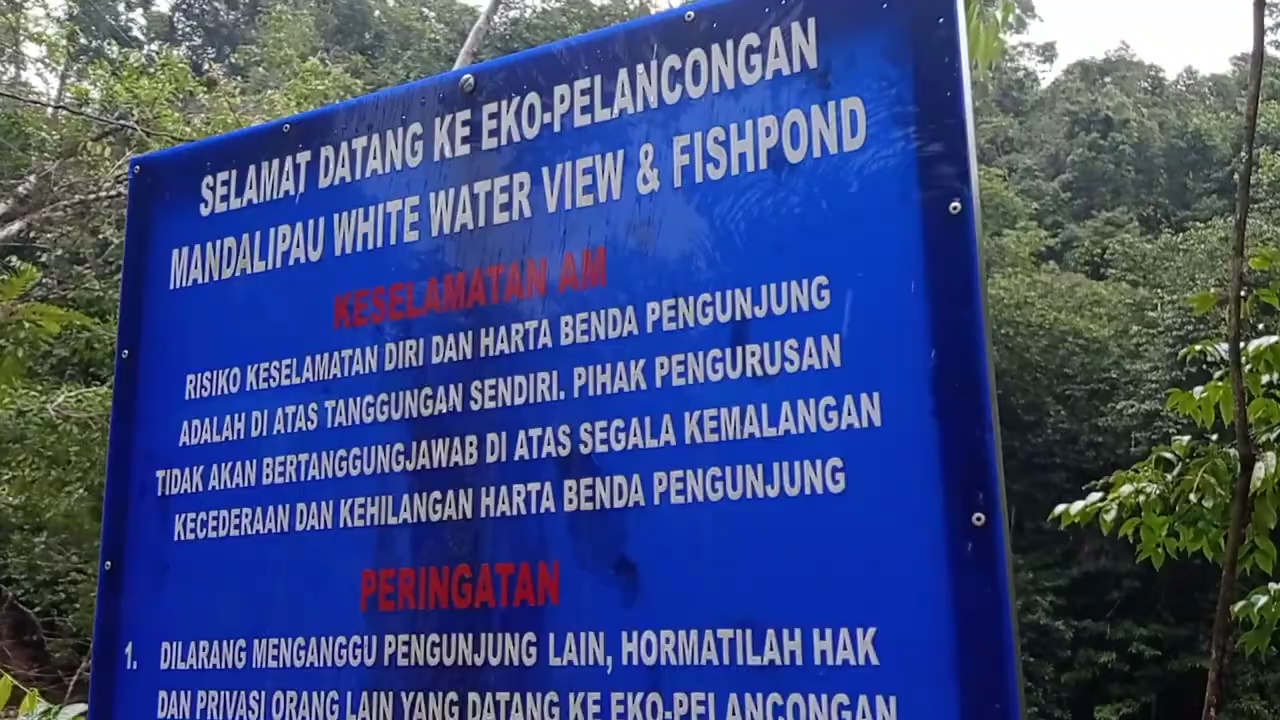 SELAMAT DATANG KE EKO-PELANCONGAN
MANDALIPAU WHITE WATER VIEW & FISHPOND
KESELAMATAN AM
RISIKO KESELAMATAN DIRI DAN HARTA BENDA PENGUNJUNG
ADALAH DI ATAS TANGGUNGAN SENDIRI. PIHAK PENGURUSAN
TIDAK AKAN BERTANGGUNGJAWAB DI ATAS SEGALA KEMALANGAN
KECEDERAAN DAN KEHILANGAN HARTA BENDA PENGUNJUNG
PERINGATAN
1. DILARANG MENGANGGU PENGUNJUNG LAIN, HORMATILAH HAK
DAN PRIVASI ORANG LAIN YANG DATANG KE EKO-PELANCONGAN